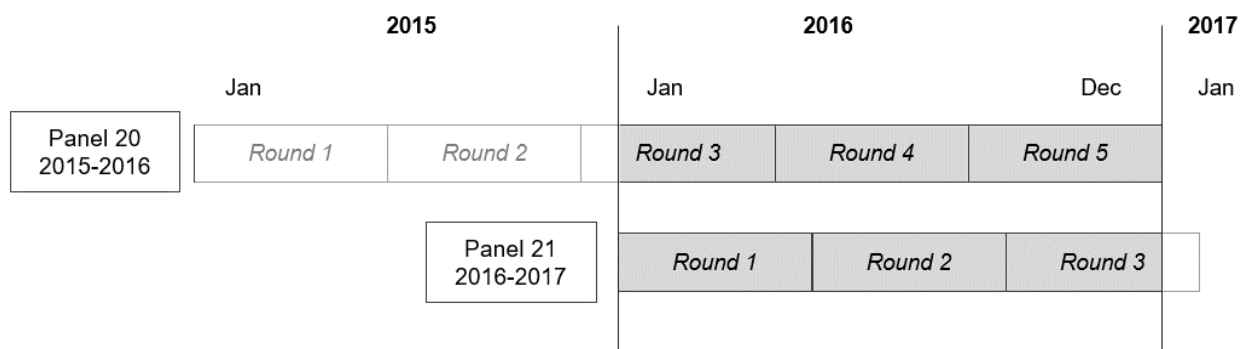 2015 2016 2017
Jan Jan Dec Jan
Panel 20
2015-2016
Round 1 Round 2 Round 3 Round 4 Round 5
Panel 21
2016-2017
Round 1 Round 2 Round 3